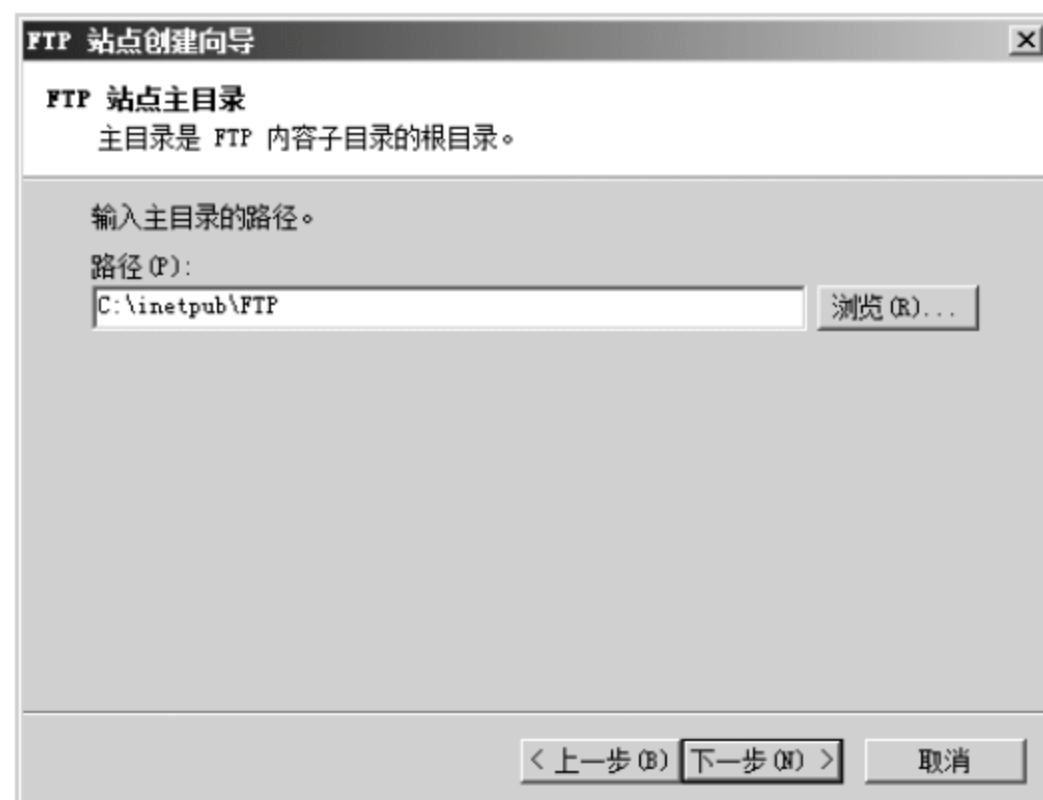 FTP 站点创建向导
FTP 站点主目录
主目录是 FTP 内容子目录的根目录。
输入主目录的路径。
路径(P):
C:\inetpub\FTP
浏览(R)...
< 上一步(B) 下一步(N) > 取消